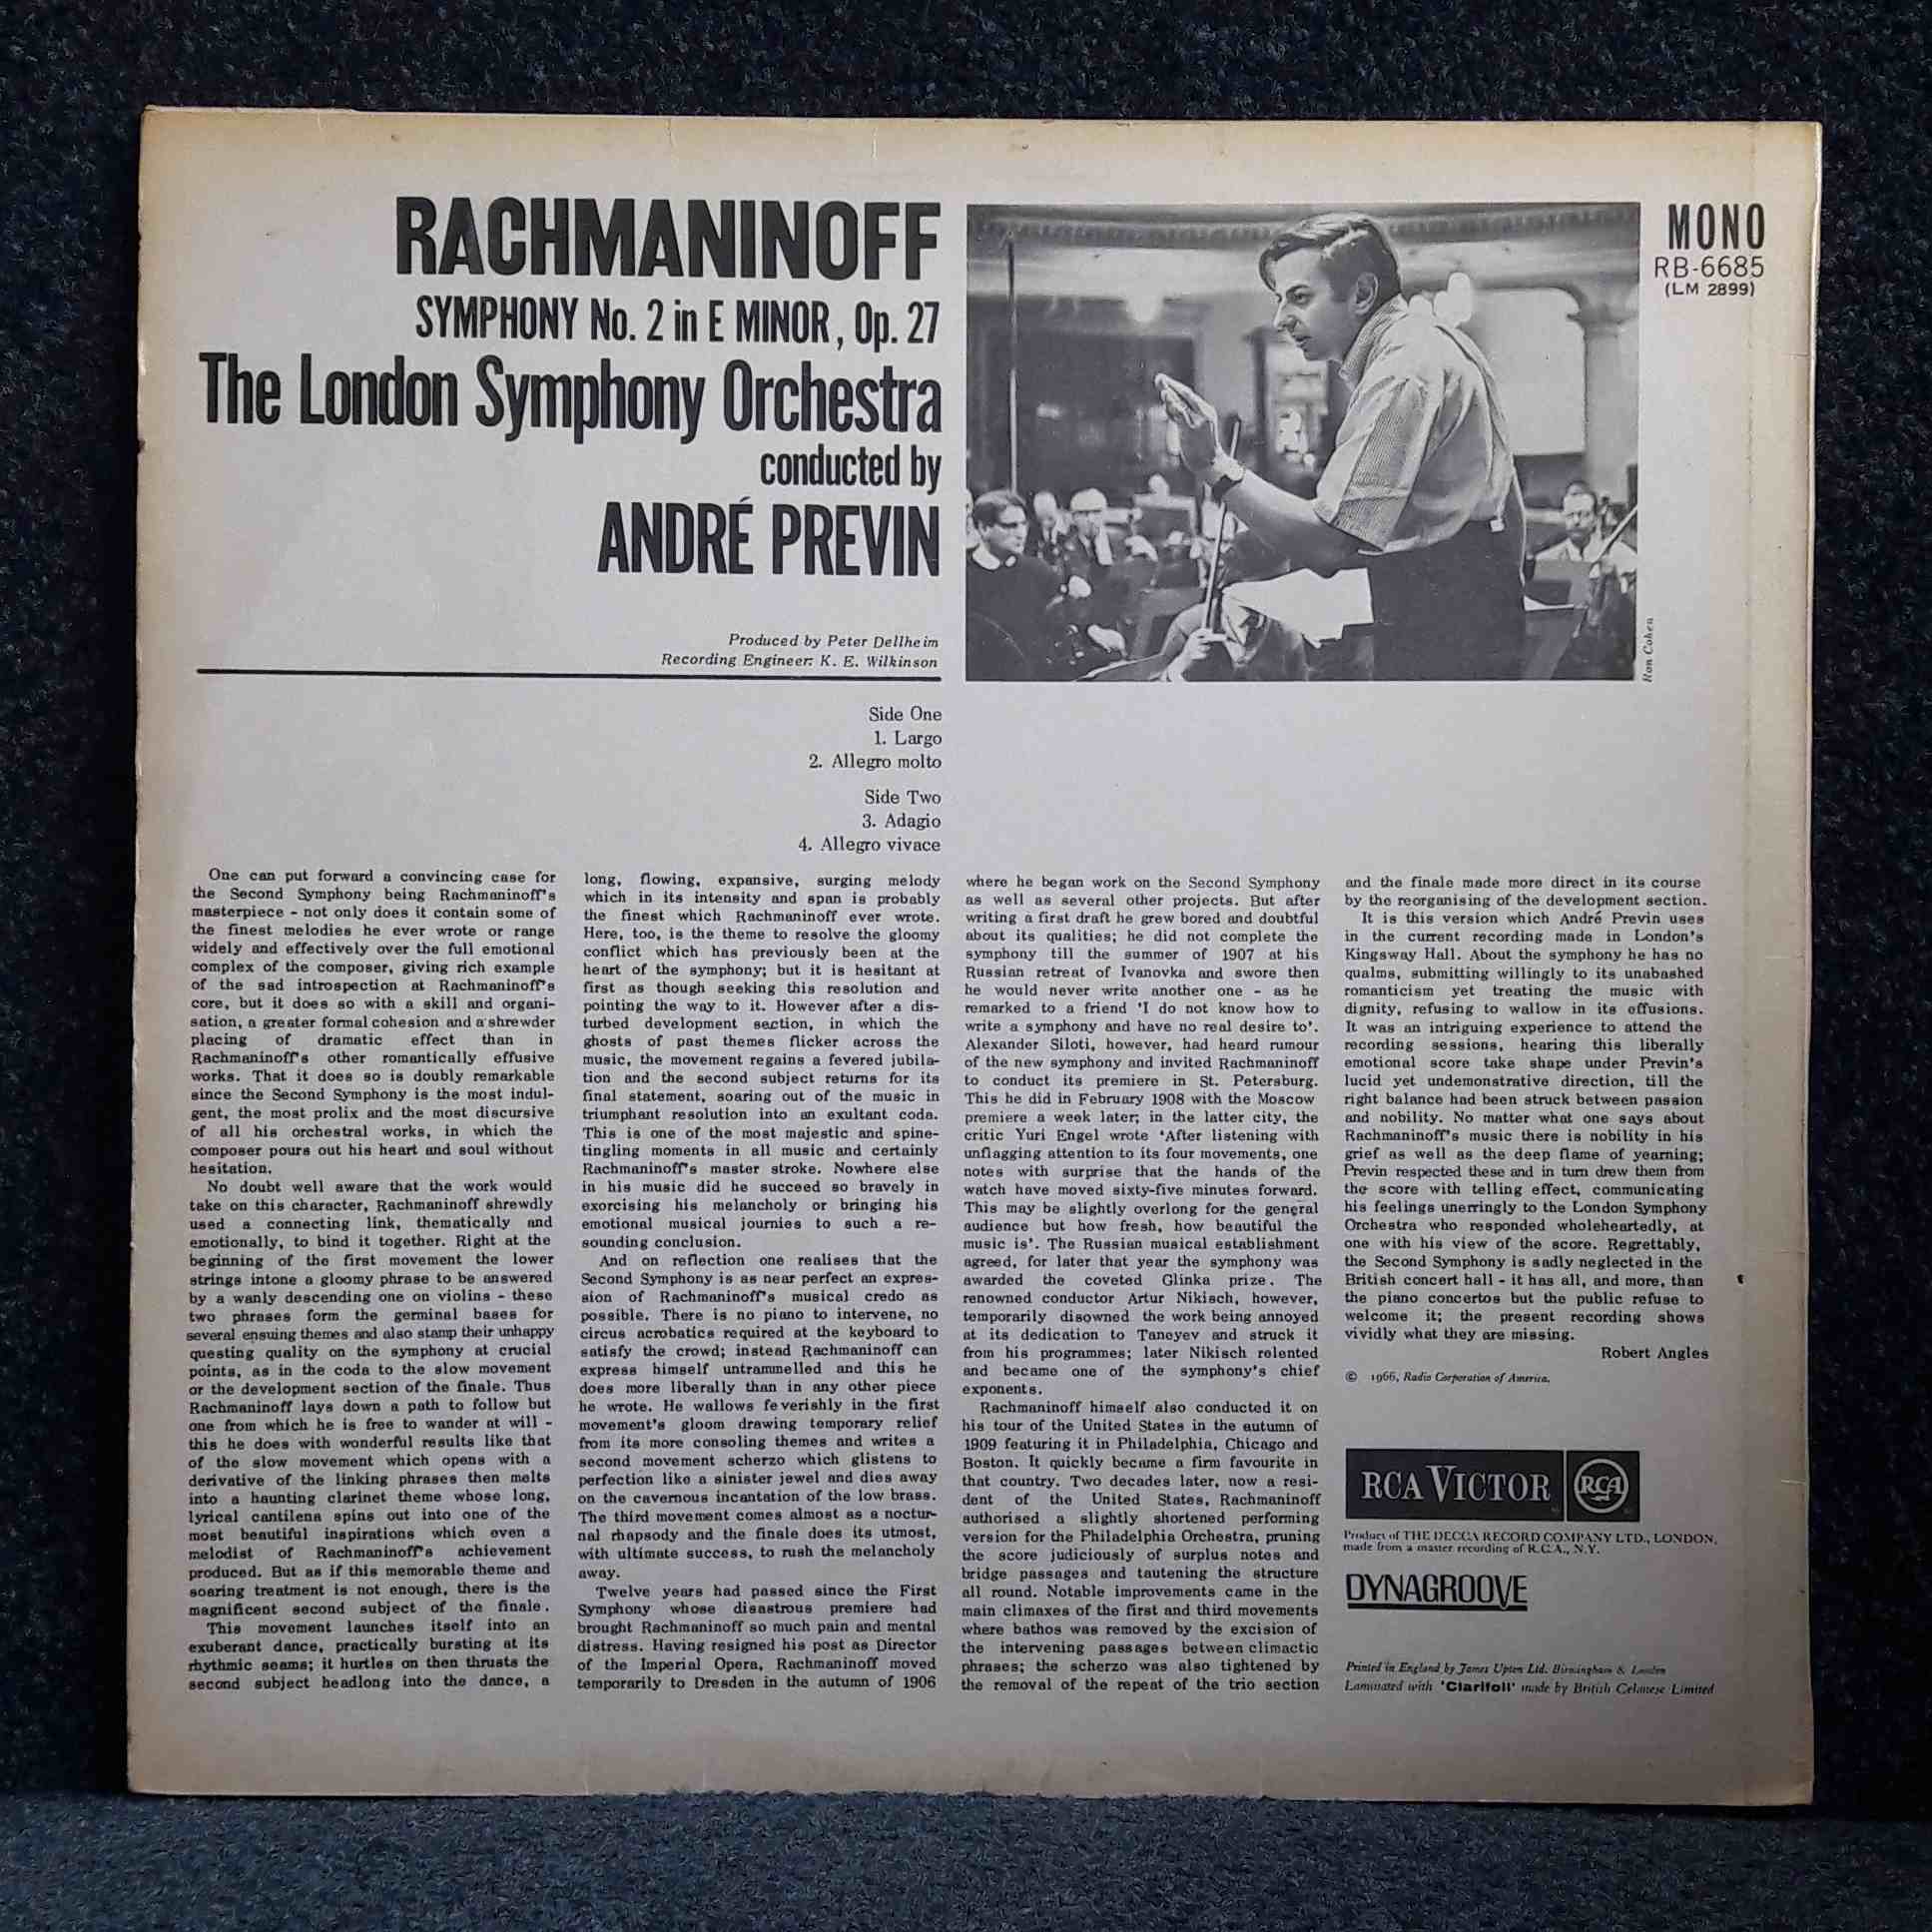 RACHMANINOFF
SYMPHONY No. 2 in E MINOR, Op. 27
The London Symphony Orchestra
conducted by
ANDRÉ PREVIN
Produced by Peter Dellheim
Recording Engineer: K. E. Wilkinson
MONO
RB-6685
(LM 2899)
Ron Cohen
Side One
1. Largo
2. Allegro molto
Side Two
3. Adagio
4. Allegro vivace
One can put forward a convincing case for
the Second Symphony being Rachmaninoff's
masterpiece - not only does it contain some of
the finest melodies he ever wrote or range
widely and effectively over the full emotional
complex of the composer, giving rich example
of the sad introspection at Rachmaninoff's
core, but it does so with a skill and organi-
sation, a greater formal cohesion and a shrewder
placing of dramatic effect than in
Rachmaninoff's other romantically effusive
works. That it does so is doubly remarkable
since the Second Symphony is the most indul-
gent, the most prolix and the most discursive
of all his orchestral works, in which the
composer pours out his heart and soul without
hesitation.
No doubt well aware that the work would
take on this character, Rachmaninoff shrewdly
used a connecting link, thematically and
emotionally, to bind it together. Right at the
beginning of the first movement the lower
strings intone a gloomy phrase to be answered
by a wanly descending one on violins - these
two phrases form the germinal bases for
several ensuing themes and also stamp their unhappy
questing quality on the symphony at crucial
points, as in the coda to the slow movement
or the development section of the finale. Thus
Rachmaninoff lays down a path to follow but
one from which he is free to wander at will -
this he does with wonderful results like that
of the slow movement which opens with a
derivative of the linking phrases then melts
into a haunting clarinet theme whose long,
lyrical cantilena spins out into one of the
most beautiful inspirations which even a
melodist of Rachmaninoff's achievement
produced. But as if this memorable theme and
soaring treatment is not enough, there is the
magnificent second subject of the finale.
This movement launches itself into an
exuberant dance, practically bursting at its
rhythmic seams; it hurtles on then thrusts the
second subject headlong into the dance, a
long, flowing, expansive, surging melody
which in its intensity and span is probably
the finest which Rachmaninoff ever wrote.
Here, too, is the theme to resolve the gloomy
conflict which has previously been at the
heart of the symphony; but it is hesitant at
first as though seeking this resolution and
pointing the way to it. However after a dis-
turbed development section, in which the
ghosts of past themes flicker across the
music, the movement regains a fevered jubila-
tion and the second subject returns for its
final statement, soaring out of the music in
triumphant resolution into an exultant coda.
This is one of the most majestic and spine-
tingling moments in all music and certainly
Rachmaninoff's master stroke. Nowhere else
in his music did he succeed so bravely in
exorcising his melancholy or bringing his
emotional musical journies to such a re-
sounding conclusion.
And on reflection one realises that the
Second Symphony is as near perfect an expres-
sion of Rachmaninoff's musical credo as
possible. There is no piano to intervene, no
circus acrobatics required at the keyboard to
satisfy the crowd; instead Rachmaninoff can
express himself untrammelled and this he
does more liberally than in any other piece
he wrote. He wallows feverishly in the first
movement's gloom drawing temporary relief
from its more consoling themes and writes a
second movement scherzo which glistens to
perfection like a sinister jewel and dies away
on the cavernous incantation of the low brass.
The third movement comes almost as a noctur-
nal rhapsody and the finale does its utmost,
with ultimate success, to rush the melancholy
away.
Twelve years had passed since the First
Symphony whose disastrous premiere had
brought Rachmaninoff so much pain and mental
distress. Having resigned his post as Director
of the Imperial Opera, Rachmaninoff moved
temporarily to Dresden in the autumn of 1906
where he began work on the Second Symphony
as well as several other projects. But after
writing a first draft he grew bored and doubtful
about its qualities; he did not complete the
symphony till the summer of 1907 at his
Russian retreat of Ivanovka and swore then
he would never write another one - as he
remarked to a friend 'I do not know how to
write a symphony and have no real desire to'.
Alexander Siloti, however, had heard rumour
of the new symphony and invited Rachmaninoff
to conduct its premiere in St. Petersburg.
This he did in February 1908 with the Moscow
premiere a week later; in the latter city, the
critic Yuri Engel wrote 'After listening with
unflagging attention to its four movements, one
notes with surprise that the hands of the
watch have moved sixty-five minutes forward.
This may be slightly overlong for the general
audience but how fresh, how beautiful the
music is'. The Russian musical establishment
agreed, for later that year the symphony was
awarded the coveted Glinka prize. The
renowned conductor Artur Nikisch, however,
temporarily disowned the work being annoyed
at its dedication to Taneyev and struck it
from his programmes; later Nikisch relented
and became one of the symphony's chief
exponents.
Rachmaninoff himself also conducted it on
his tour of the United States in the autumn of
1909 featuring it in Philadelphia, Chicago and
Boston. It quickly became a firm favourite in
that country. Two decades later, now a resi-
dent of the United States, Rachmaninoff
authorised a slightly shortened performing
version for the Philadelphia Orchestra, pruning
the score judiciously of surplus notes and
bridge passages and tautening the structure
all round. Notable improvements came in the
main climaxes of the first and third movements
where bathos was removed by the excision of
the intervening passages between climactic
phrases; the scherzo was also tightened by
the removal of the repeat of the trio section
and the finale made more direct in its course
by the reorganising of the development section.
It is this version which André Previn uses
in the current recording made in London's
Kingsway Hall. About the symphony he has no
qualms, submitting willingly to its unabashed
romanticism yet treating the music with
dignity, refusing to wallow in its effusions.
It was an intriguing experience to attend the
recording sessions, hearing this liberally
emotional score take shape under Previn's
lucid yet undemonstrative direction, till the
right balance had been struck between passion
and nobility. No matter what one says about
Rachmaninoff's music there is nobility in his
grief as well as the deep flame of yearning;
Previn respected these and in turn drew them from
the score with telling effect, communicating
his feelings unerringly to the London Symphony
Orchestra who responded wholeheartedly, at
one with his view of the score. Regrettably,
the Second Symphony is sadly neglected in the
British concert hall - it has all, and more, than
the piano concertos but the public refuse to
welcome it; the present recording shows
vividly what they are missing.
Robert Angles
© 1966, Radio Corporation of America.
RCA VICTOR RCA
Product of THE DECCA RECORD COMPANY LTD., LONDON,
made from a master recording of R.C.A., N.Y.
DYNAGROOVE
Printed in England by James Upton Ltd. Birmingham & London
Laminated with 'Clarifoil' made by British Celanese Limited